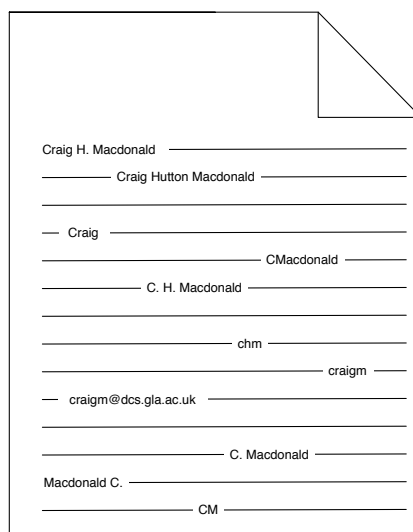 Craig H. Macdonald
Craig Hutton Macdonald
Craig
CMacdonald
C. H. Macdonald
chm
craigm
craigm@dcs.gla.ac.uk
C. Macdonald
Macdonald C.
CM